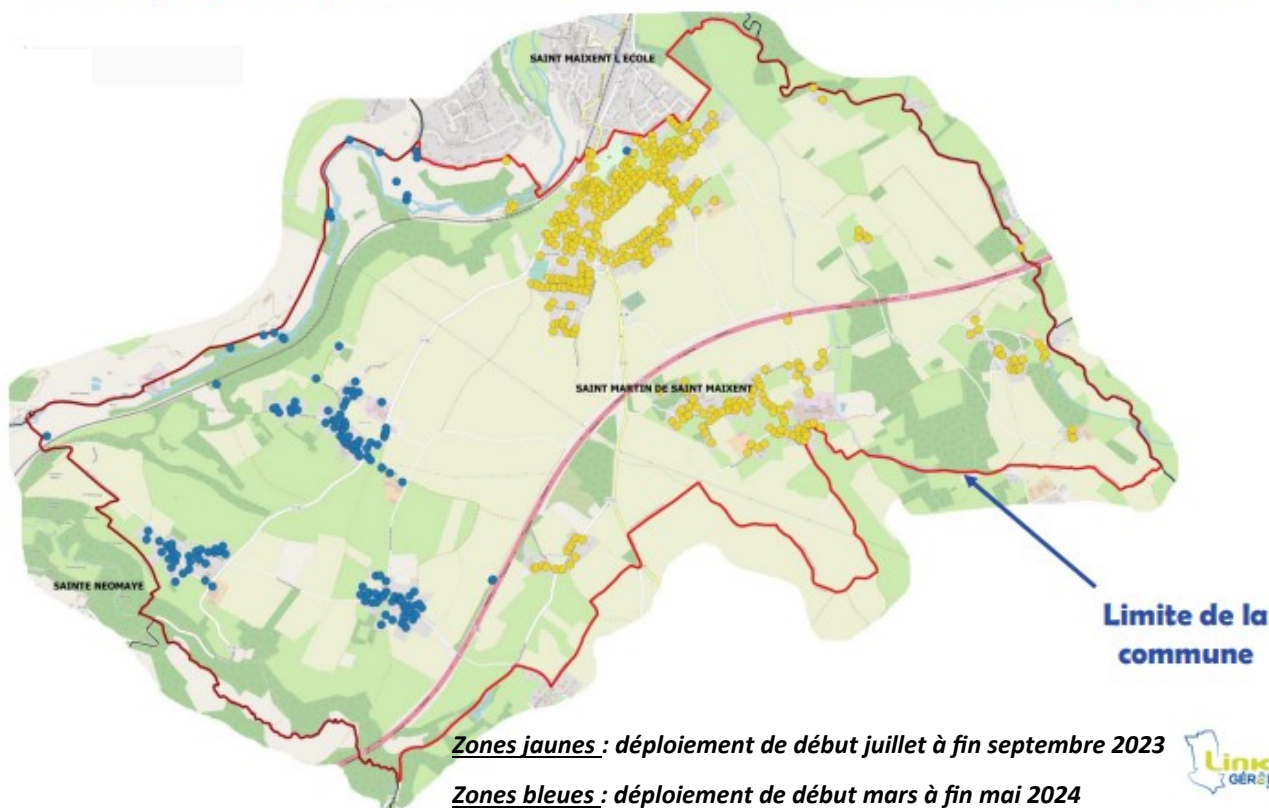 SAINT MAIXENT L ECOLE
SAINT MARTIN DE SAINT MAIXENT
SAINTE NEOMAYE
Limite de la
commune
Zones jaunes : déploiement de début juillet à fin septembre 2023
Zones bleues : déploiement de début mars à fin mai 2024